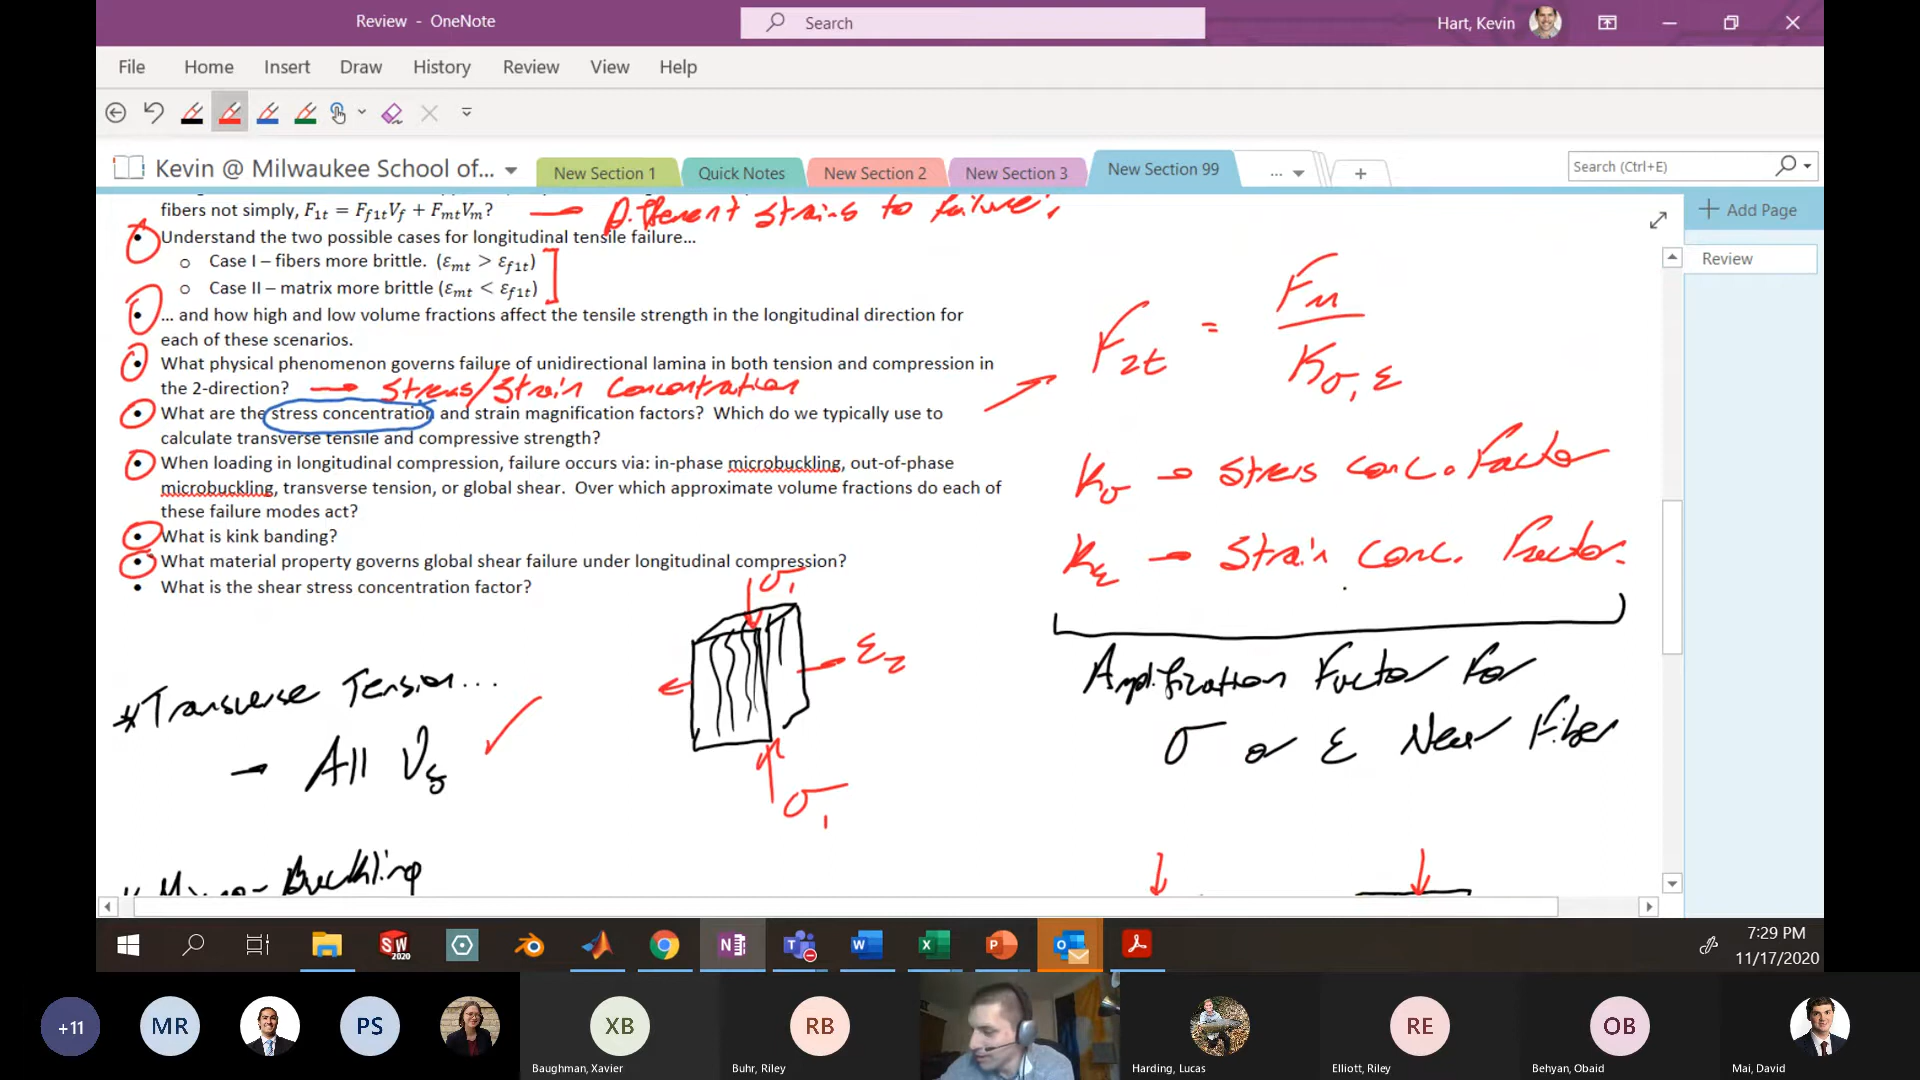 Review - OneNote
Search
Hart, Kevin
File Home Insert Draw History Review View Help
Kevin @ Milwaukee School of...
New Section 1 Quick Notes New Section 2 New Section 3 New Section 99 ...
Search (Ctrl+E)
Add Page
Review
fibers not simply, F1t = Ff1tVf + FmtVm?
→ Different Strains to failure!
• Understand the two possible cases for longitudinal tensile failure...
o Case I – fibers more brittle. (εmt > εf1t)
o Case II – matrix more brittle (εmt < εf1t)
• ... and how high and low volume fractions affect the tensile strength in the longitudinal direction for
each of these scenarios.
• What physical phenomenon governs failure of unidirectional lamina in both tension and compression in
the 2-direction? → Stress/Strain Concentration
• What are the stress concentration and strain magnification factors? Which do we typically use to
calculate transverse tensile and compressive strength?
• When loading in longitudinal compression, failure occurs via: in-phase microbuckling, out-of-phase
microbuckling, transverse tension, or global shear. Over which approximate volume fractions do each of
these failure modes act?
• What is kink banding?
• What material property governs global shear failure under longitudinal compression?
• What is the shear stress concentration factor?
F2t = FM / Kσ,ε
Kσ → Stress Conc. Factor
Kε → Strain Conc. Factor.
Amplification Factor For
σ or ε Near Fiber
σ1
ε2
σ1
*Transverse Tension...
→ All Vf
Micro-Buckling
SW
2020
7:29 PM
11/17/2020
+11
MR
PS
XB
Baughman, Xavier
RB
Buhr, Riley
Harding, Lucas
RE
Elliott, Riley
OB
Behyan, Obaid
Mai, David